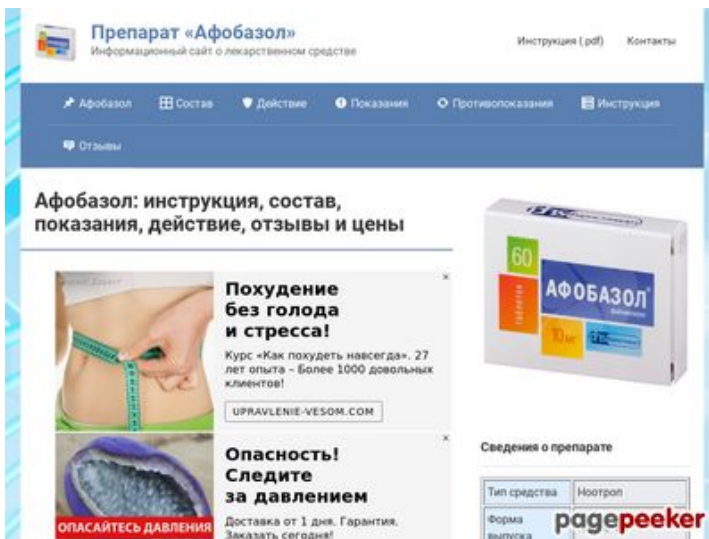 Препарат «Афобазол»
Информационный сайт о лекарственном средстве
Инструкция (.pdf)
Контакты
Афобазол
Состав
Действие
Показания
Противопоказания
Инструкция
Отзывы
Афобазол: инструкция, состав,
показания, действие, отзывы и цены
Похудение
без голода
и стресса!
Курс «Как похудеть навсегда». 27
лет опыта – Более 1000 довольных
клиентов!
UPRAVLENIE-VESOM.COM
Опасность!
Следите
за давлением
Доставка от 1 дня. Гарантия.
Заказать сегодня!
ОПАСАЙТЕСЬ ДАВЛЕНИЯ
60
таблеток
АФОБАЗОЛ
10 мг
Сведения о препарате
Тип средства
Ноотроп
Форма
выпуска
pagepeeker